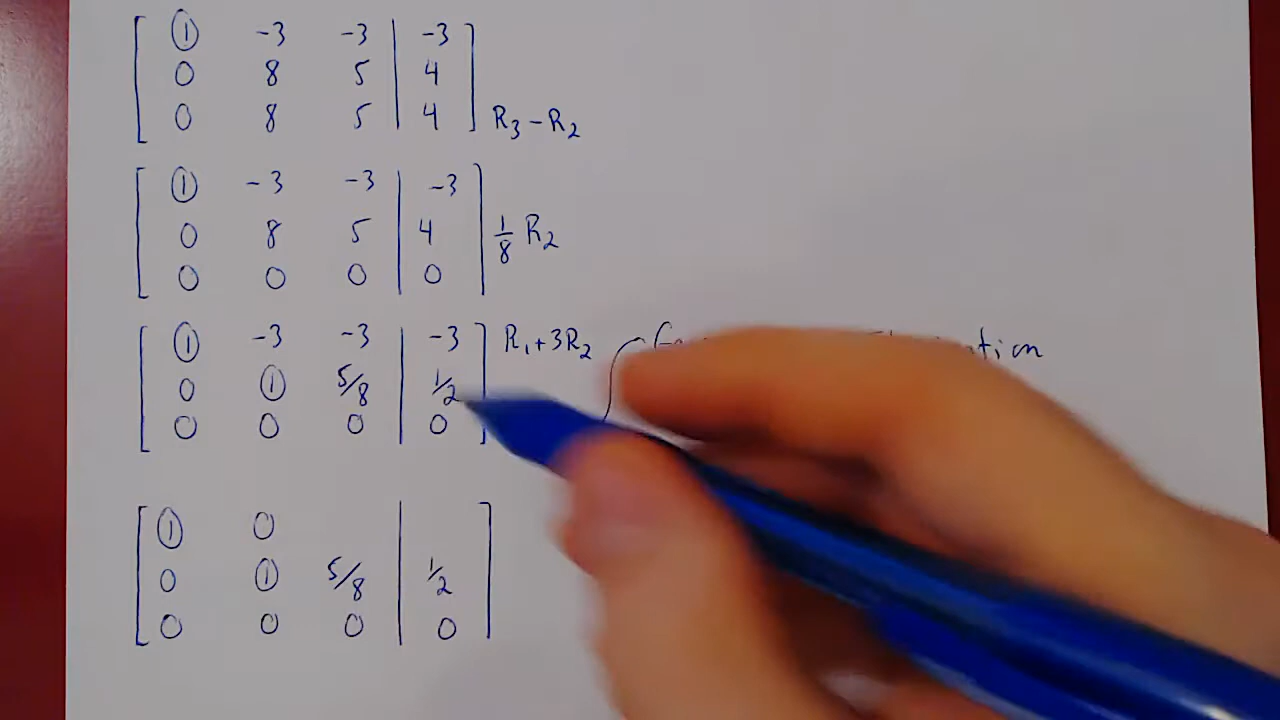 1 -3 -3 | -3
0 8 5 | 4
0 8 5 | 4 R₃ - R₂
1 -3 -3 | -3
0 8 5 | 4 1/8 R₂
0 0 0 | 0
1 -3 -3 | -3 R₁+3R₂
0 1 5/8 | 1/2
0 0 0 | 0
1 0
0 1 5/8 | 1/2
0 0 0 | 0